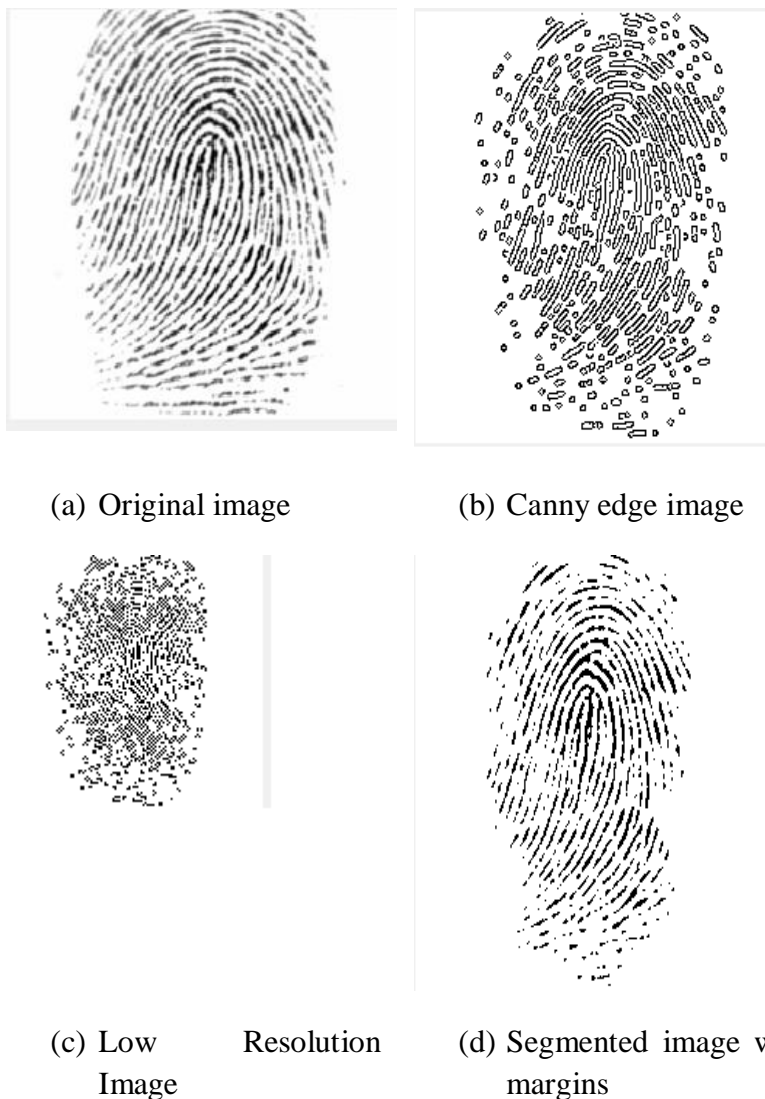 (a) Original image
(b) Canny edge image
(c) Low Resolution
Image
(d) Segmented image
margins